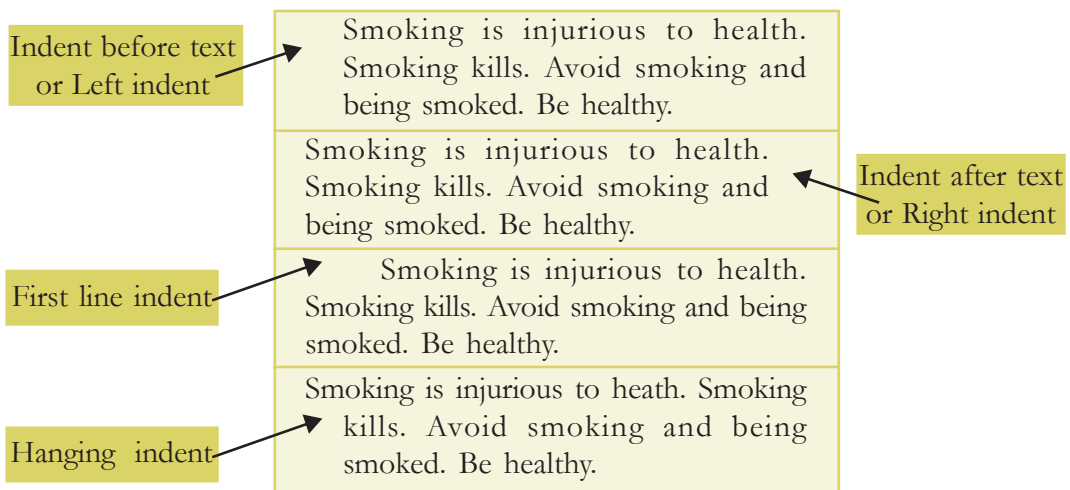 Indent before text
or Left indent
Smoking is injurious to health.
Smoking kills. Avoid smoking and
being smoked. Be healthy.
Smoking is injurious to health.
Smoking kills. Avoid smoking and
being smoked. Be healthy.
Indent after text
or Right indent
First line indent
Smoking is injurious to health.
Smoking kills. Avoid smoking and being
smoked. Be healthy.
Hanging indent
Smoking is injurious to heath. Smoking
kills. Avoid smoking and being
smoked. Be healthy.